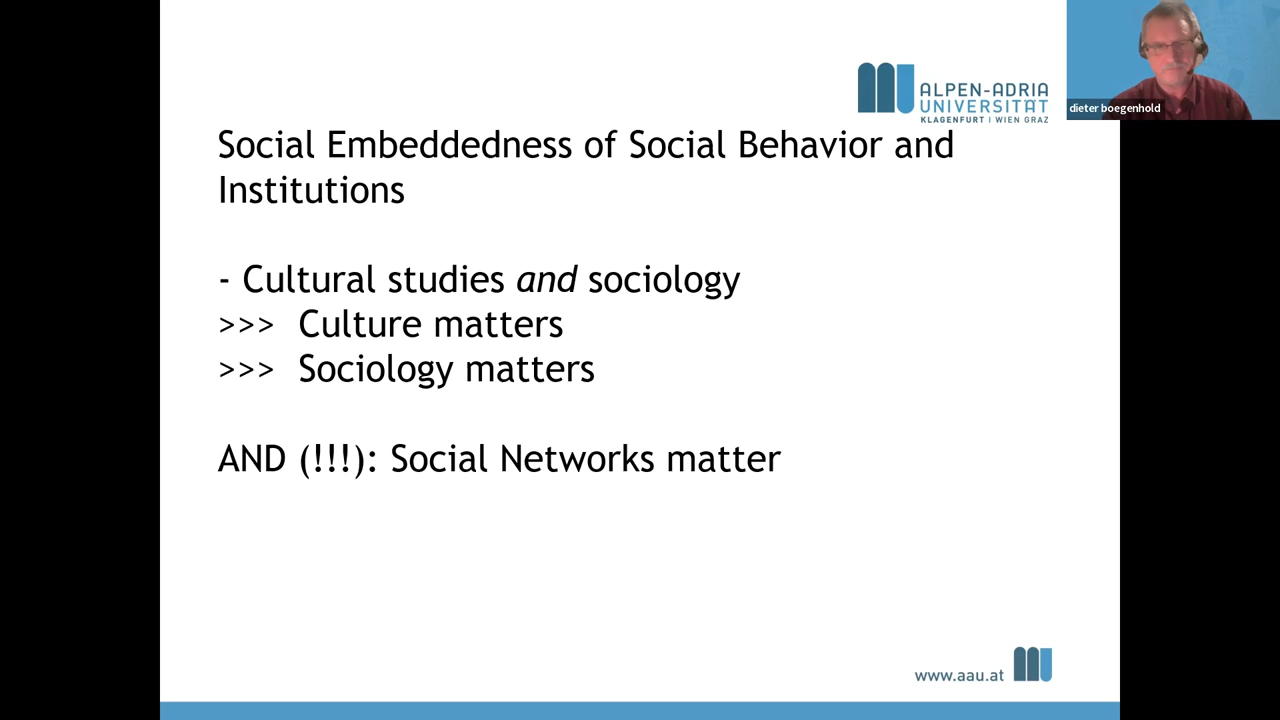 ALPEN-ADRIA
UNIVERSITÄT
KLAGENFURT | WIEN GRAZ
dieter boegenhold
Social Embeddedness of Social Behavior and
Institutions
- Cultural studies and sociology
>>> Culture matters
>>> Sociology matters
AND (!!!): Social Networks matter
www.aau.at